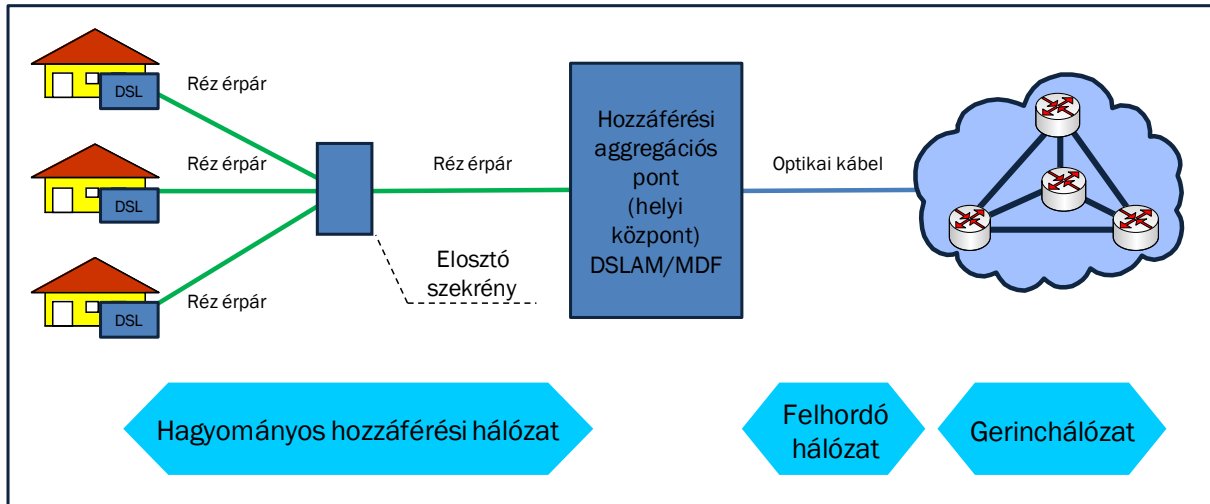 DSL
Réz érpár
DSL
Réz érpár
DSL
Réz érpár
Réz érpár
Elosztó
szekrény
Hozzáférési
aggregációs
pont
(helyi
központ)
DSLAM/MDF
Optikai kábel
Hagyományos hozzáférési hálózat
Felhordó
hálózat
Gerinchálózat